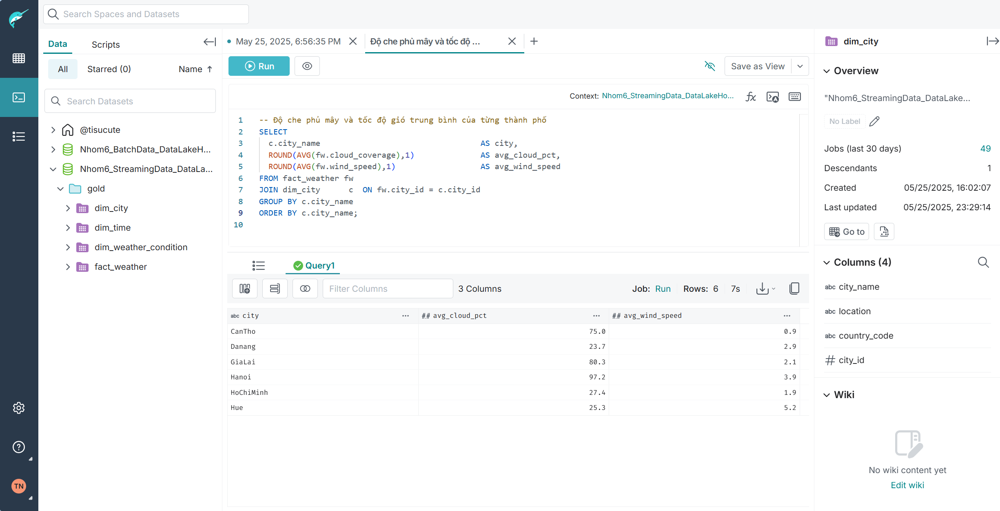 Search Spaces and Datasets
Data
Scripts
All
Starred (0)
Name
Search Datasets
@tisucute
Nhom6_BatchData_DataLakeH...
Nhom6_StreamingData_DataLa...
gold
dim_city
dim_time
dim_weather_condition
fact_weather
TN
May 25, 2025, 6:56:35 PM
Độ che phủ mây và tốc độ ...
Run
Save as View
Context: Nhom6_StreamingData_DataLakeHo...
1 -- Độ che phủ mây và tốc độ gió trung bình của từng thành phố
2 SELECT
3 c.city_name AS city,
4 ROUND(AVG(fw.cloud_coverage),1) AS avg_cloud_pct,
5 ROUND(AVG(fw.wind_speed),1) AS avg_wind_speed
6 FROM fact_weather fw
7 JOIN dim_city c ON fw.city_id = c.city_id
8 GROUP BY c.city_name
9 ORDER BY c.city_name;
10
Query1
Filter Columns
3 Columns
Job: Run
Rows: 6
7s
abc city ## avg_cloud_pct ## avg_wind_speed
CanTho 75.0 0.9
Danang 23.7 2.9
GiaLai 80.3 2.1
Hanoi 97.2 3.9
HoChiMinh 27.4 1.9
Hue 25.3 5.2
dim_city
Overview
"Nhom6_StreamingData_DataLake...
No Label
Jobs (last 30 days) 49
Descendants 1
Created 05/25/2025, 16:02:07
Last updated 05/25/2025, 23:29:14
Go to
Columns (4)
abc city_name
abc location
abc country_code
# city_id
Wiki
No wiki content yet
Edit wiki